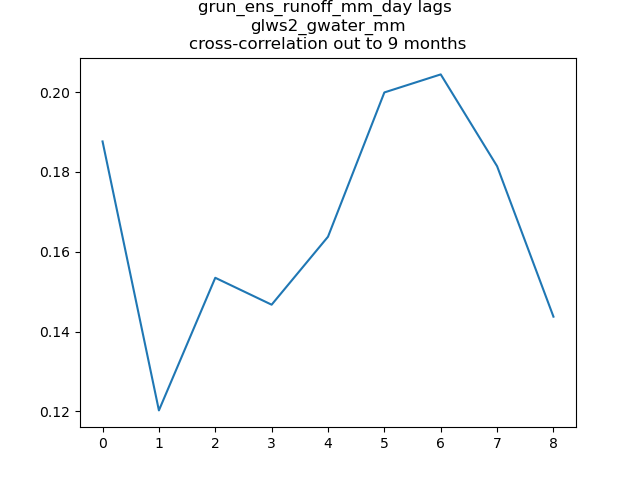 grun_ens_runoff_mm_day lags
glws2_gwater_mm
cross-correlation out to 9 months
0.20
0.18
0.16
0.14
0.12
0 1 2 3 4 5 6 7 8